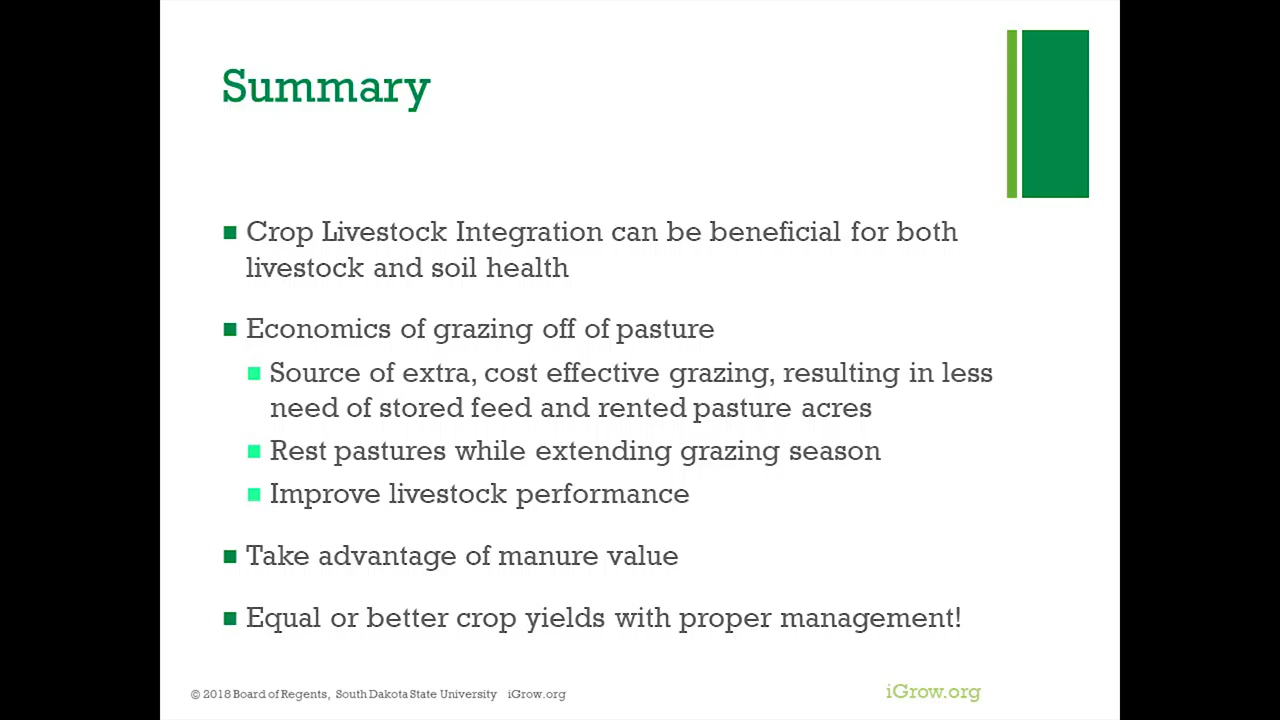 Summary
Crop Livestock Integration can be beneficial for both
livestock and soil health
Economics of grazing off of pasture
Source of extra, cost effective grazing, resulting in less
need of stored feed and rented pasture acres
Rest pastures while extending grazing season
Improve livestock performance
Take advantage of manure value
Equal or better crop yields with proper management!
© 2018 Board of Regents, South Dakota State University iGrow.org
iGrow.org